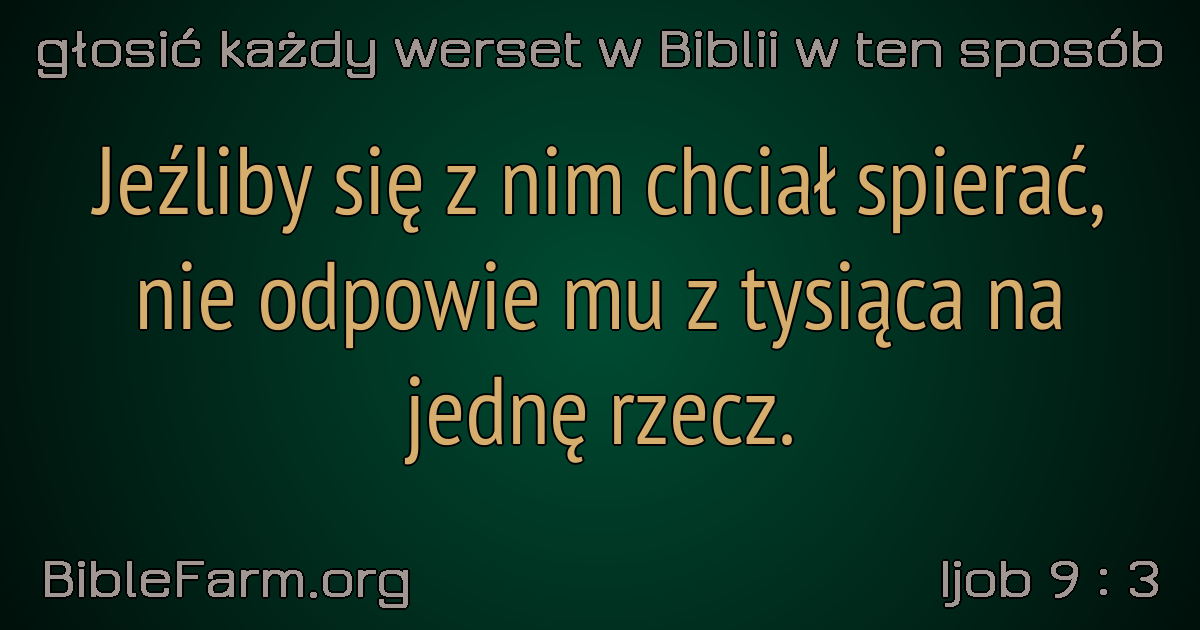 głosić każdy werset w Biblii w ten sposób
Jeźliby się z nim chciał spierać,
nie odpowie mu z tysiąca na
jednę rzecz.
BibleFarm.org
Ijob 9 : 3